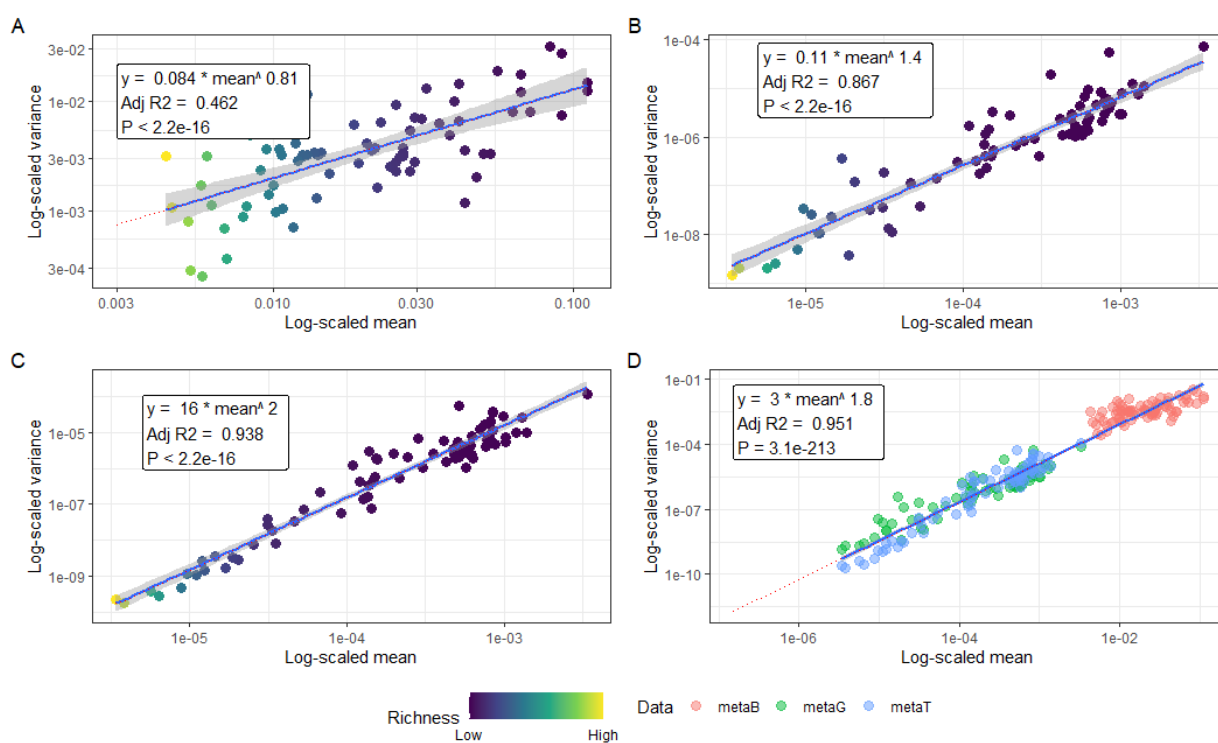 A
3e-02
1e-02
3e-03
1e-03
3e-04
y = 0.084 * mean^ 0.81
Adj R2 = 0.462
P < 2.2e-16
0.003
0.010
0.030
0.100
Log-scaled mean
Log-scaled variance
B
1e-04
1e-06
1e-08
y = 0.11 * mean^ 1.4
Adj R2 = 0.867
P < 2.2e-16
1e-05
1e-04
1e-03
Log-scaled mean
Log-scaled variance
C
1e-05
1e-07
1e-09
y = 16 * mean^ 2
Adj R2 = 0.938
P < 2.2e-16
1e-05
1e-04
1e-03
Log-scaled mean
Log-scaled variance
D
1e-01
1e-04
1e-07
1e-10
y = 3 * mean^ 1.8
Adj R2 = 0.951
P = 3.1e-213
1e-06
1e-04
1e-02
Log-scaled mean
Log-scaled variance
Richness
Low
High
Data
metaB
metaG
metaT